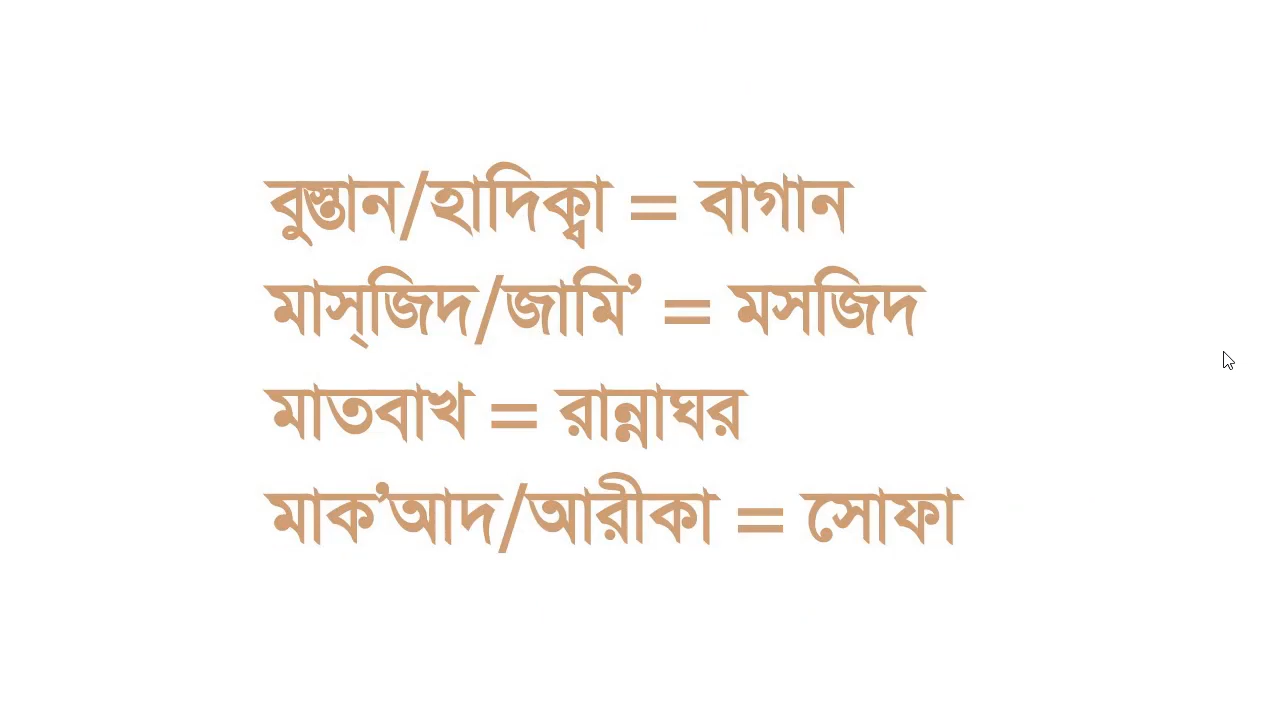 বুস্তান/হাদিক্বা = বাগান
মাস্‌জিদ/জামি’ = মসজিদ
মাতবাখ = রান্নাঘর
মাক’আদ/আরীকা = সোফা